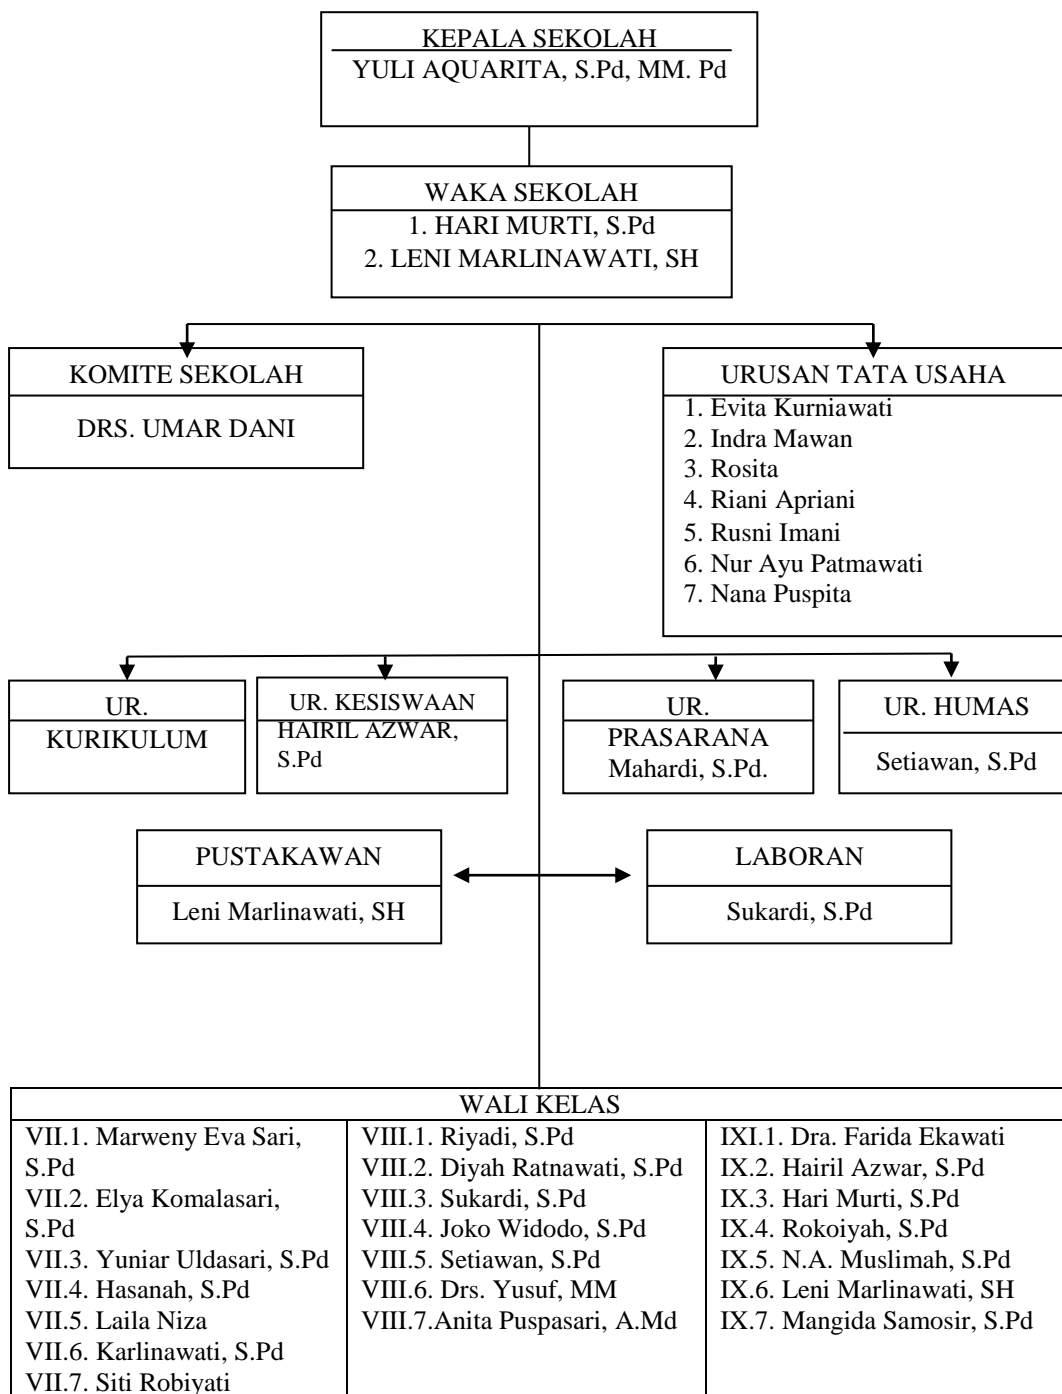 KEPALA SEKOLAH
YULI AQUARITA, S.Pd, MM. Pd
WAKA SEKOLAH
1. HARI MURTI, S.Pd
2. LENI MARLINAWATI, SH
KOMITE SEKOLAH
DRS. UMAR DANI
URUSAN TATA USAHA
1. Evita Kurniawati
2. Indra Mawan
3. Rosita
4. Riani Apriani
5. Rusni Imani
6. Nur Ayu Patmawati
7. Nana Puspita
UR.
KURIKULUM
UR. KESISWAAN
HAIRIL AZWAR,
S.Pd
UR.
PRASARANA
Mahardi, S.Pd.
UR. HUMAS
Setiawan, S.Pd
PUSTAKAWAN
Leni Marlinawati, SH
LABORAN
Sukardi, S.Pd
WALI KELAS
VII.1. Marweny Eva Sari,
S.Pd
VII.2. Elya Komalasari,
S.Pd
VII.3. Yuniar Uldasari, S.Pd
VII.4. Hasanah, S.Pd
VII.5. Laila Niza
VII.6. Karlinawati, S.Pd
VII.7. Siti Robiyati
VIII.1. Riyadi, S.Pd
VIII.2. Diyah Ratnawati, S.Pd
VIII.3. Sukardi, S.Pd
VIII.4. Joko Widodo, S.Pd
VIII.5. Setiawan, S.Pd
VIII.6. Drs. Yusuf, MM
VIII.7.Anita Puspasari, A.Md
IXI.1. Dra. Farida Ekawati
IX.2. Hairil Azwar, S.Pd
IX.3. Hari Murti, S.Pd
IX.4. Rokoiyah, S.Pd
IX.5. N.A. Muslimah, S.Pd
IX.6. Leni Marlinawati, SH
IX.7. Mangida Samosir, S.Pd